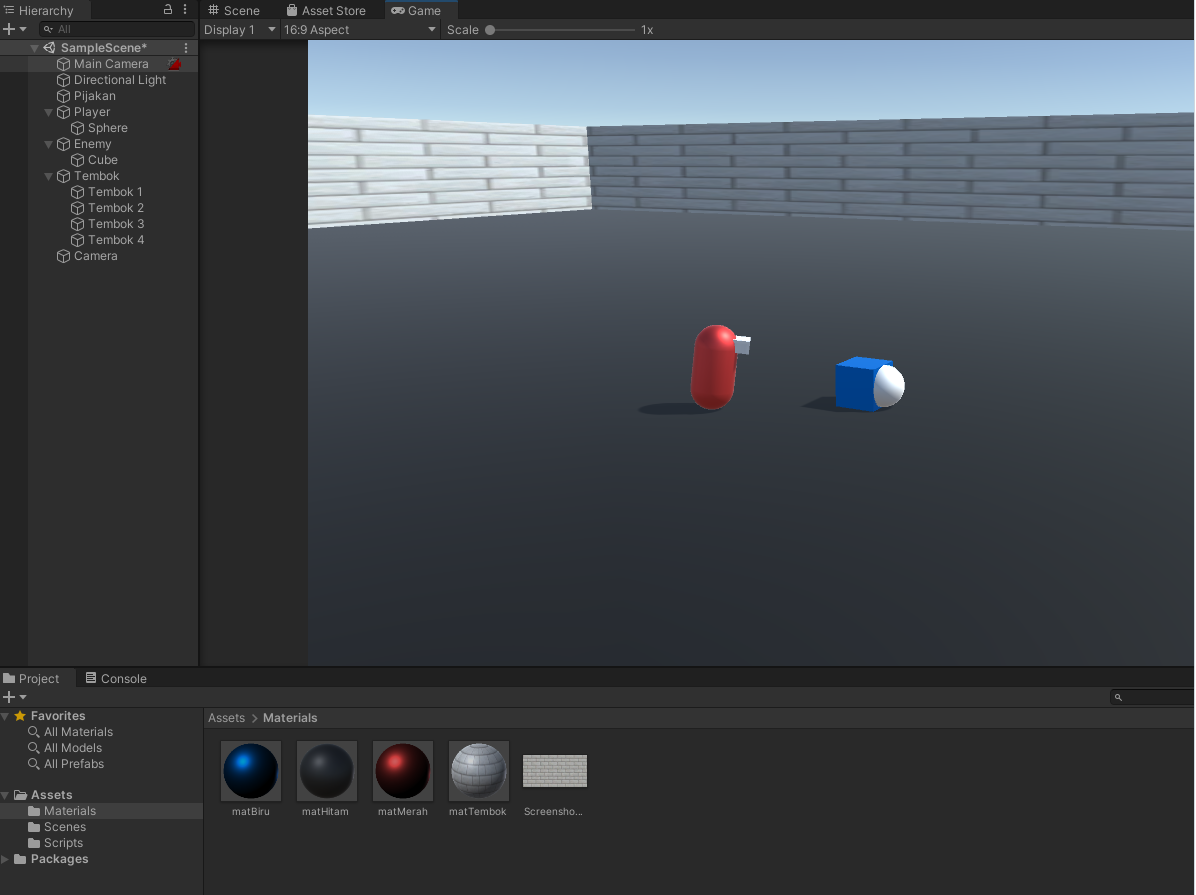 Hierarchy
Scene
Asset Store
Game
All
Display 1
16:9 Aspect
Scale
1x
SampleScene*
Main Camera
Directional Light
Pijakan
Player
Sphere
Enemy
Cube
Tembok
Tembok 1
Tembok 2
Tembok 3
Tembok 4
Camera
Project
Console
Favorites
All Materials
All Models
All Prefabs
Assets
Materials
Scenes
Scripts
Packages
Assets > Materials
matBiru
matHitam
matMerah
matTembok
Screensho...